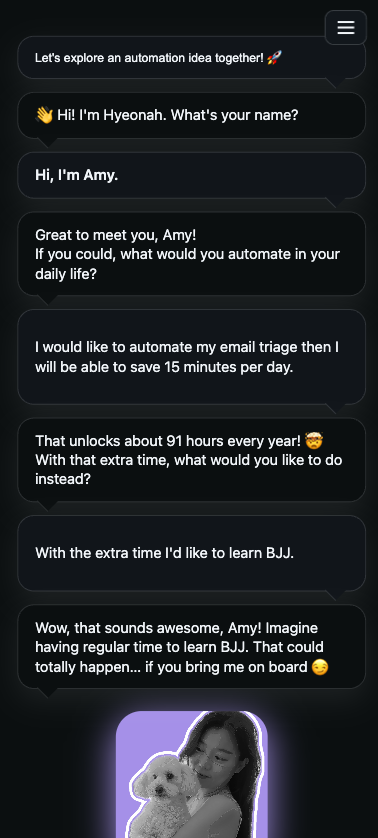 Let's explore an automation idea together! 🚀
👋 Hi! I'm Hyeonah. What's your name?
Hi, I'm Amy.
Great to meet you, Amy!
If you could, what would you automate in your
daily life?
I would like to automate my email triage then I
will be able to save 15 minutes per day.
That unlocks about 91 hours every year! 🤯
With that extra time, what would you like to do
instead?
With the extra time I'd like to learn BJJ.
Wow, that sounds awesome, Amy! Imagine
having regular time to learn BJJ. That could
totally happen... if you bring me on board 😏